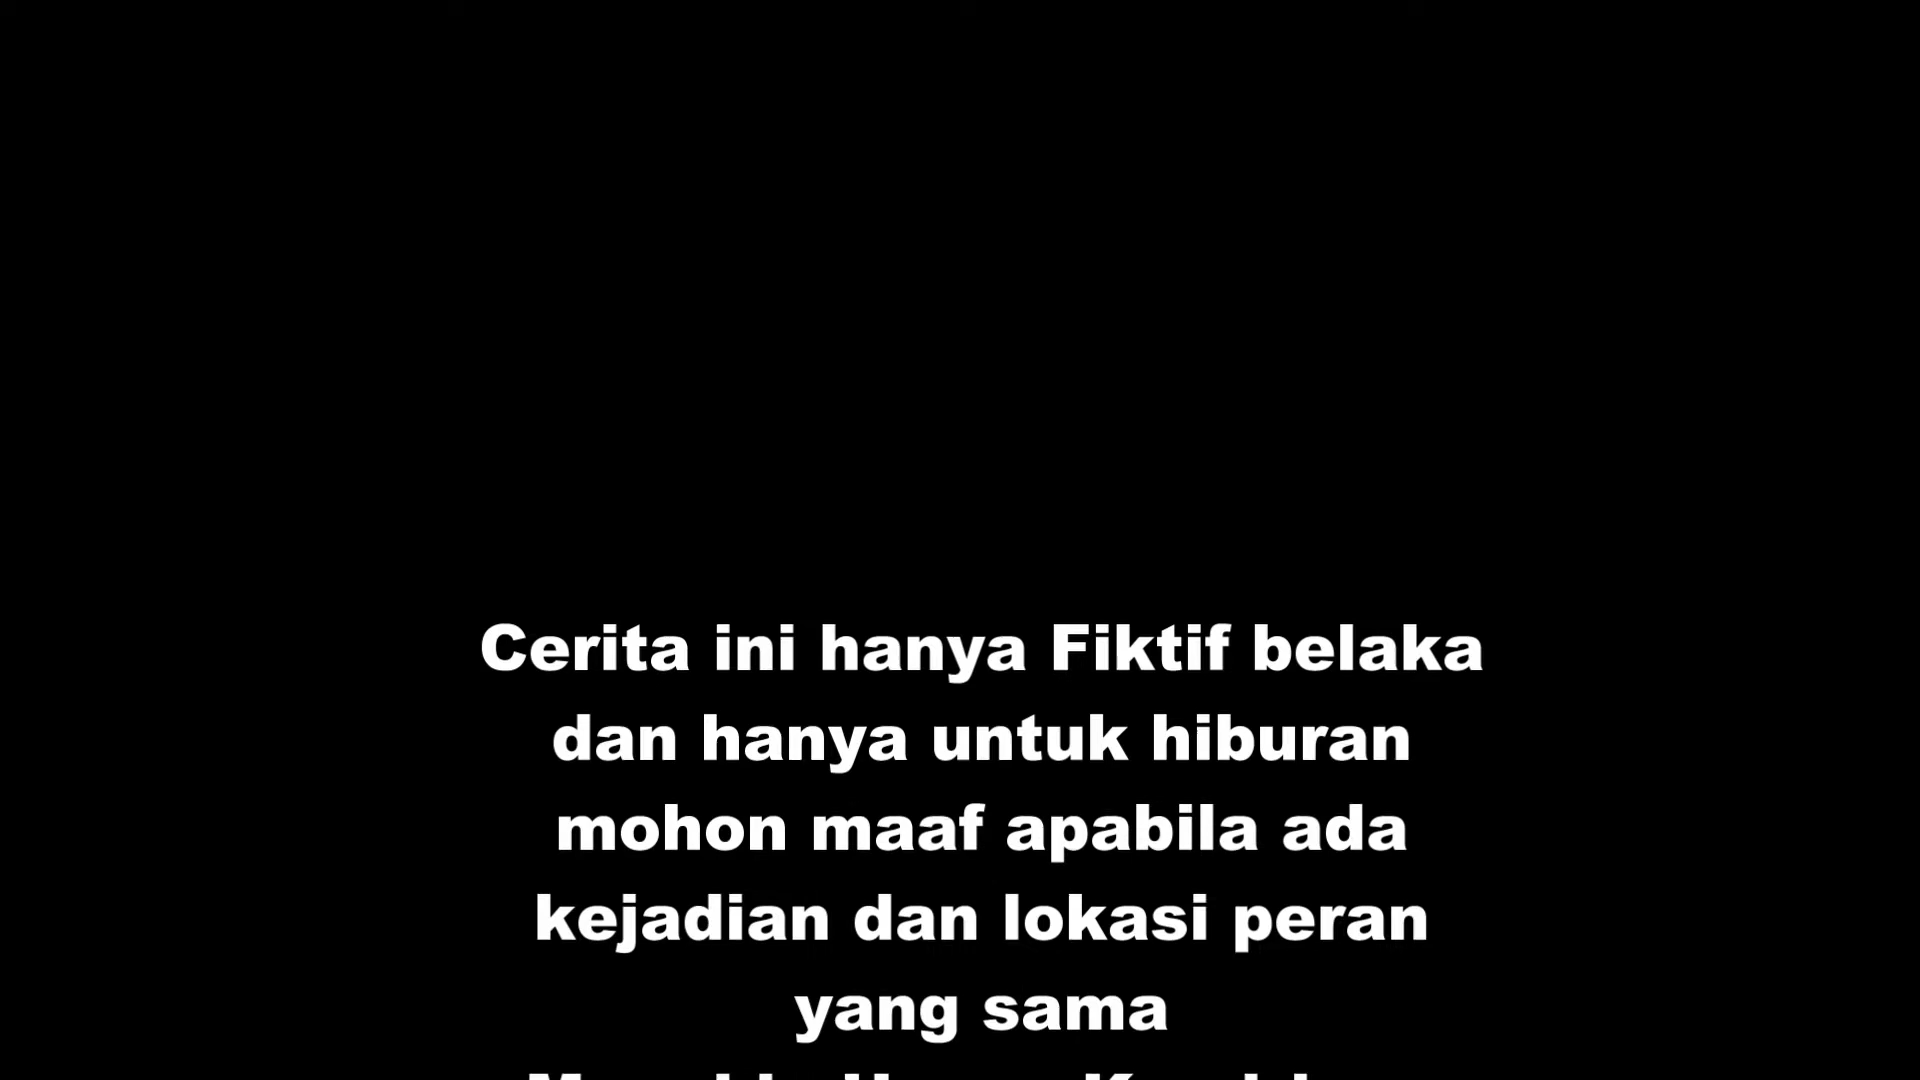 Cerita ini hanya Fiktif belaka
dan hanya untuk hiburan
mohon maaf apabila ada
kejadian dan lokasi peran
yang sama